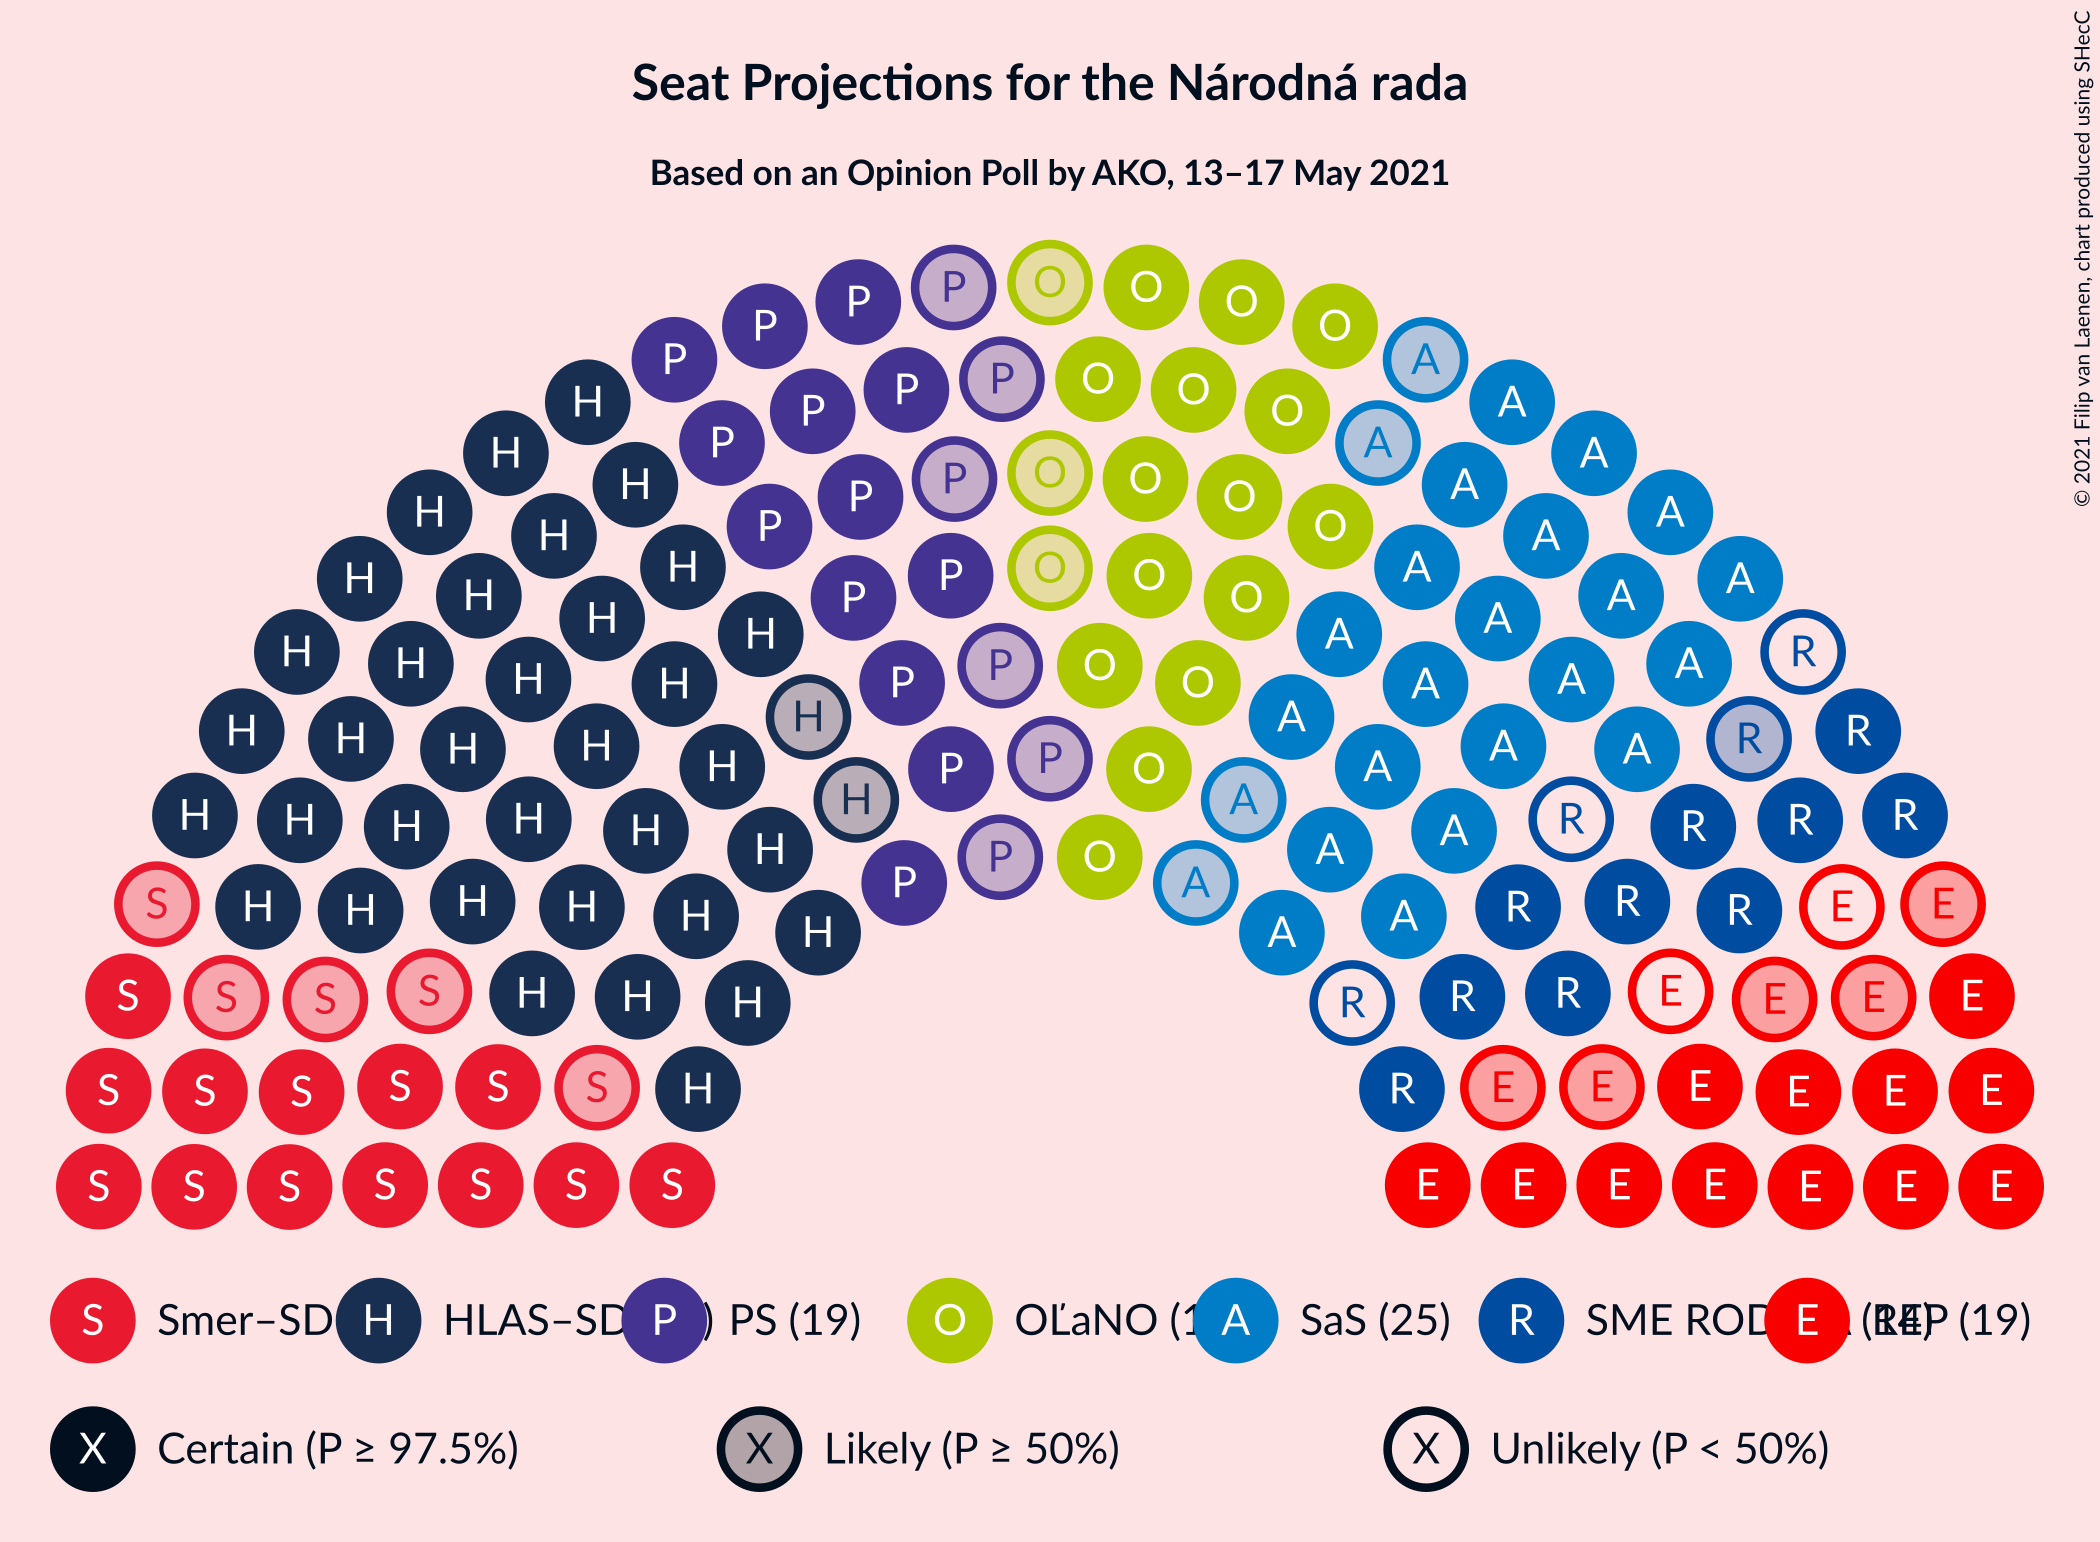 Seat Projections for the Národná rada
Based on an Opinion Poll by AKO, 13–17 May 2021
© 2021 Filip van Laenen, chart produced using SHecC
P P P P O O O O A
H P P P P O O O A A
H H P P P O O O O A A
H H H P P O O O A A A
H H H H P P O O A A A A
H H H H H P P O A A A A R
H H H H H H P P O A A A A R R
H H H H H H H P A A A R R R R
S H H H H H H H A A R R R E E
S S S S H H H R R R E E E E
S S S S S S H R E E E E E E
S S S S S S S E E E E E E E
S Smer–SD H HLAS–SD P ) PS (19) O OĽaNO (1 A SaS (25) R SME ROD E REP (19)
X Certain (P ≥ 97.5%) X Likely (P ≥ 50%) X Unlikely (P < 50%)